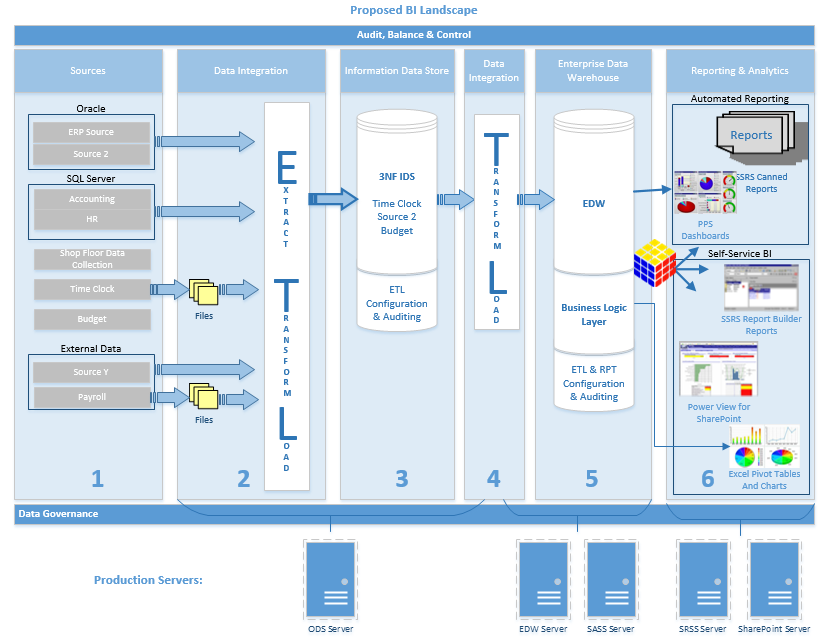 Proposed BI Landscape
Audit, Balance & Control
Sources
Data Integration
Information Data Store
Data
Integration
Enterprise Data
Warehouse
Reporting & Analytics
Oracle
ERP Source
Source 2
SQL Server
Accounting
HR
Shop Floor Data
Collection
Time Clock
Budget
External Data
Source Y
Payroll
1
Files
Files
Extract
Transform
Load
2
3NF IDS
Time Clock
Source 2
Budget
ETL
Configuration
& Auditing
3
Transform
Load
4
EDW
Business Logic
Layer
ETL & RPT
Configuration
& Auditing
5
Automated Reporting
Reports
SSRS Canned
Reports
PPS
Dashboards
Self-Service BI
SSRS Report Builder
Reports
Power View for
SharePoint
Excel Pivot Tables
And Charts
6
Data Governance
Production Servers:
ODS Server
EDW Server
SASS Server
SRSS Server
SharePoint Server